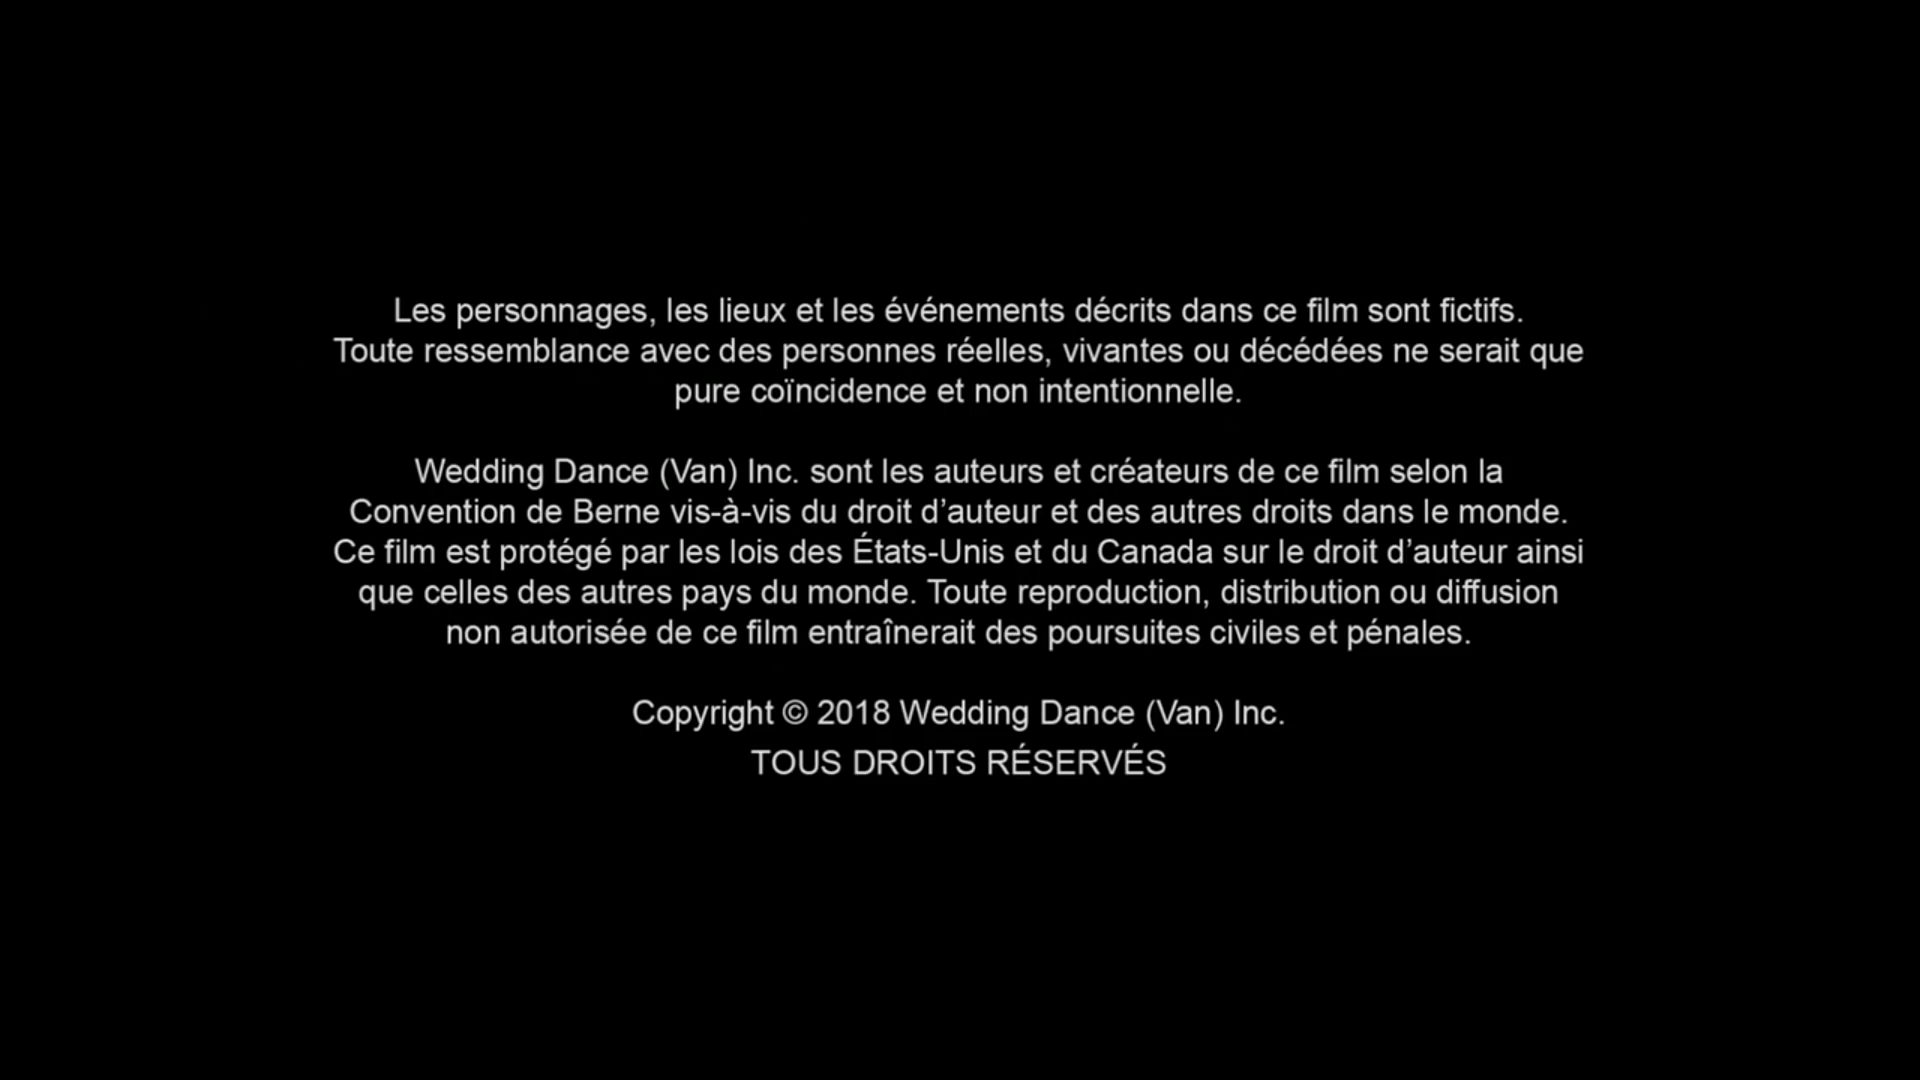 Les personnages, les lieux et les événements décrits dans ce film sont fictifs.
Toute ressemblance avec des personnes réelles, vivantes ou décédées ne serait que
pure coïncidence et non intentionnelle.
Wedding Dance (Van) Inc. sont les auteurs et créateurs de ce film selon la
Convention de Berne vis-à-vis du droit d’auteur et des autres droits dans le monde.
Ce film est protégé par les lois des États-Unis et du Canada sur le droit d’auteur ainsi
que celles des autres pays du monde. Toute reproduction, distribution ou diffusion
non autorisée de ce film entraînerait des poursuites civiles et pénales.
Copyright © 2018 Wedding Dance (Van) Inc.
TOUS DROITS RÉSERVÉS